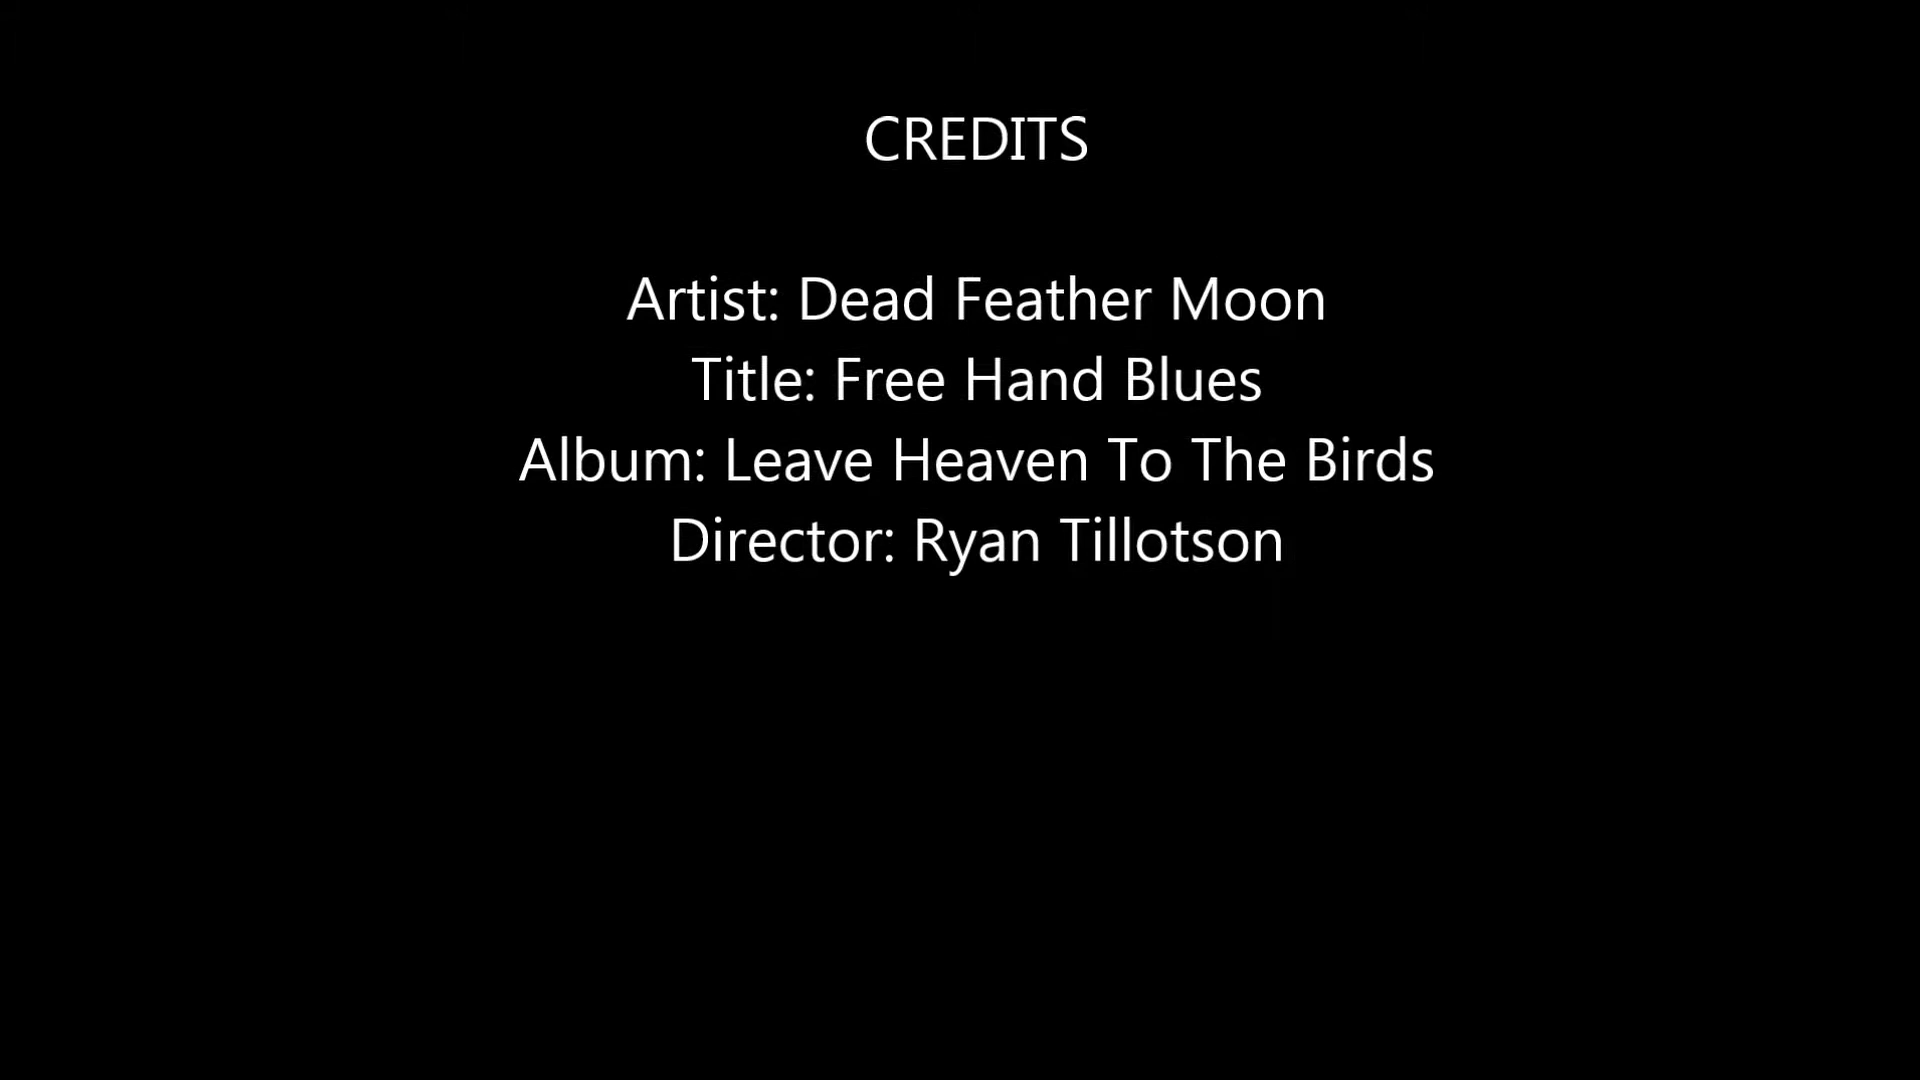 CREDITS
Artist: Dead Feather Moon
Title: Free Hand Blues
Album: Leave Heaven To The Birds
Director: Ryan Tillotson